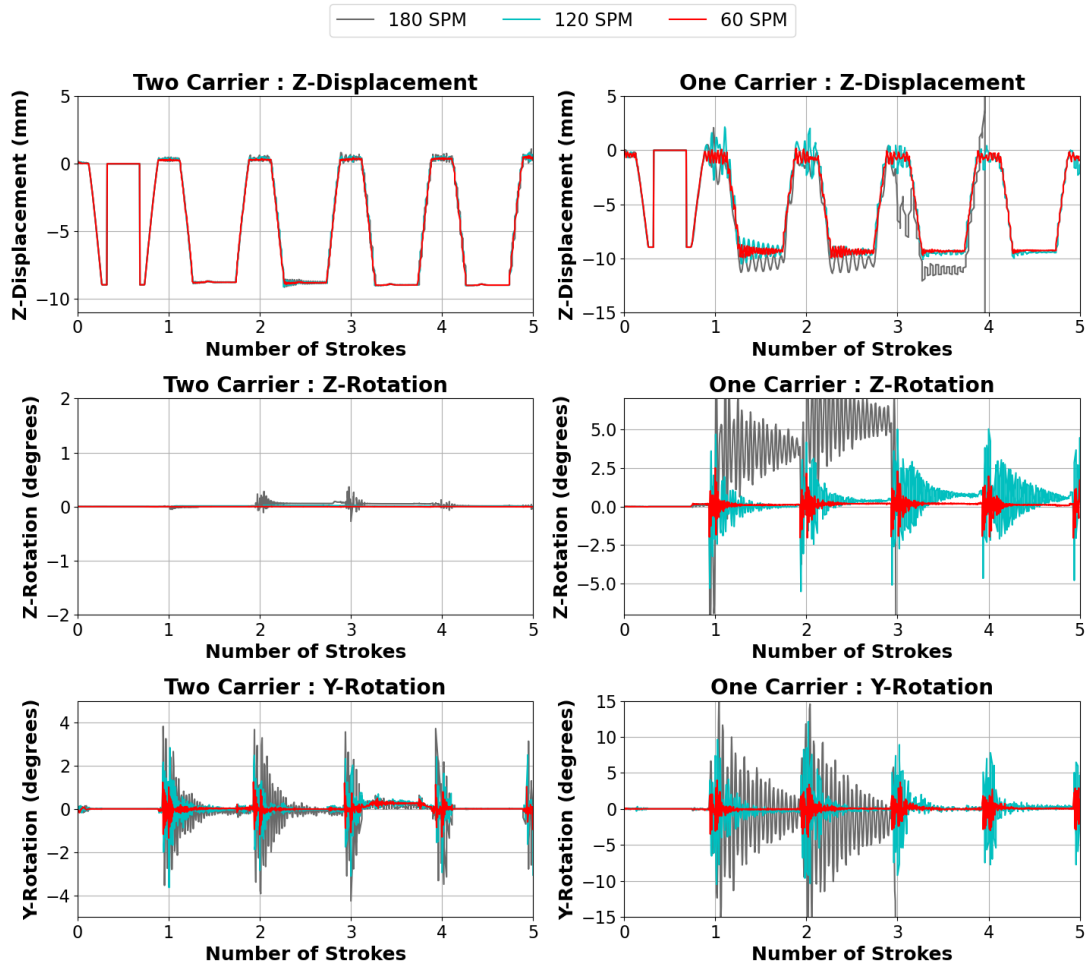 180 SPM 120 SPM 60 SPM
Two Carrier : Z-Displacement
Z-Displacement (mm)
5
0
−5
−10
0 1 2 3 4 5
Number of Strokes
One Carrier : Z-Displacement
Z-Displacement (mm)
5
0
−5
−10
−15
0 1 2 3 4 5
Number of Strokes
Two Carrier : Z-Rotation
Z-Rotation (degrees)
2
1
0
−1
−2
0 1 2 3 4 5
Number of Strokes
One Carrier : Z-Rotation
Z-Rotation (degrees)
5.0
2.5
0.0
−2.5
−5.0
0 1 2 3 4 5
Number of Strokes
Two Carrier : Y-Rotation
Y-Rotation (degrees)
4
2
0
−2
−4
0 1 2 3 4 5
Number of Strokes
One Carrier : Y-Rotation
Y-Rotation (degrees)
15
10
5
0
−5
−10
−15
0 1 2 3 4 5
Number of Strokes